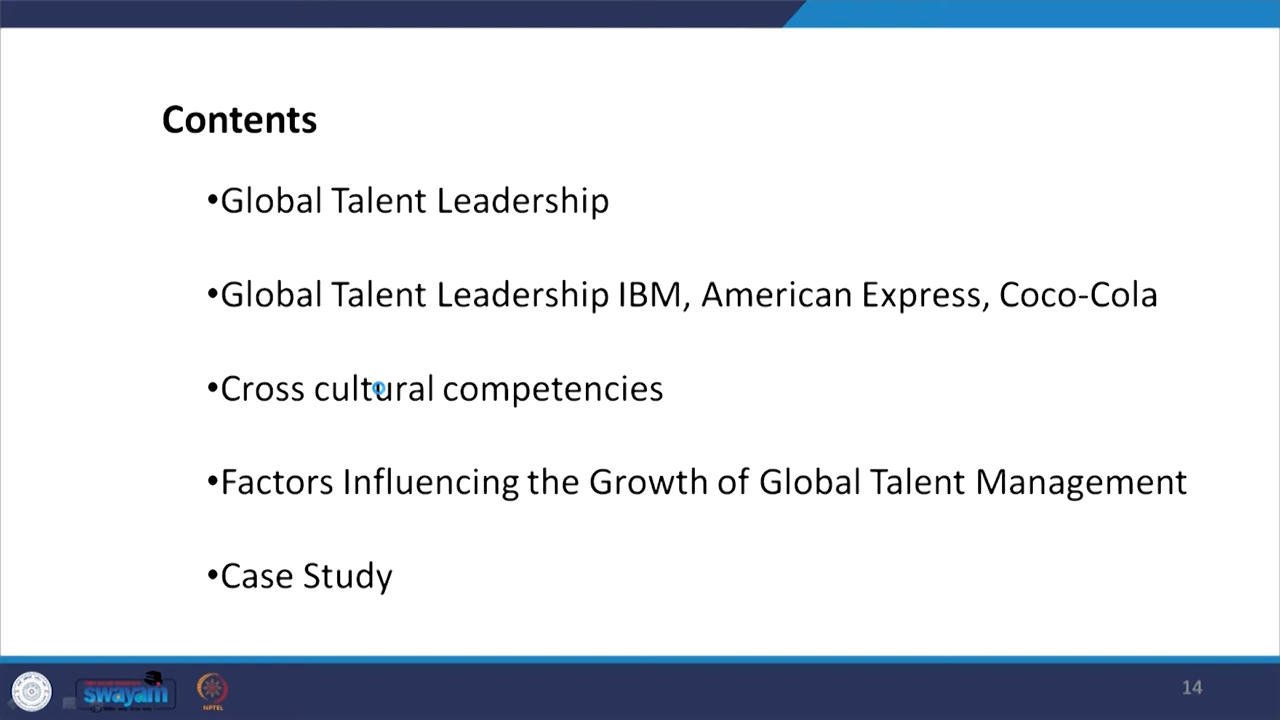 Contents
•Global Talent Leadership
•Global Talent Leadership IBM, American Express, Coco-Cola
•Cross cultural competencies
•Factors Influencing the Growth of Global Talent Management
•Case Study
swayam
NPTEL
14